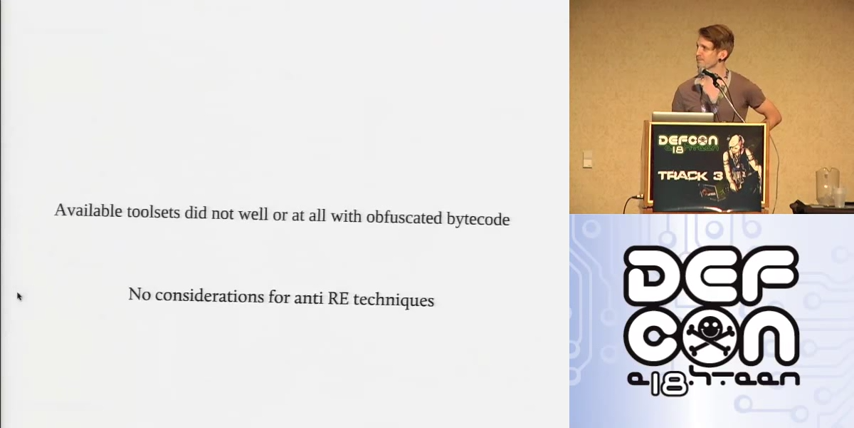 Available toolsets did not well or at all with obfuscated bytecode
No considerations for anti RE techniques
DEFCON
18
TRACK 3
DEF
CON
18